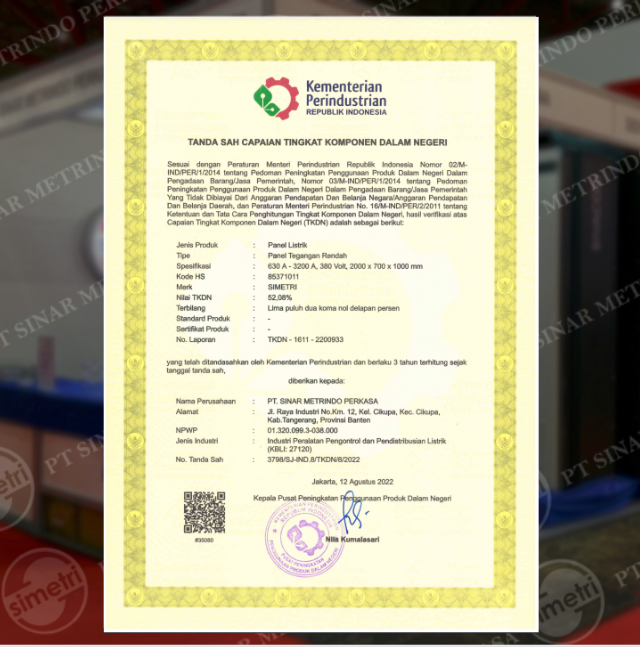 Kementerian
Perindustrian
REPUBLIK INDONESIA
TANDA SAH CAPAIAN TINGKAT KOMPONEN DALAM NEGERI
Sesuai dengan Peraturan Menteri Perindustrian Republik Indonesia Nomor 02/M-
IND/PER/1/2014 tentang Pedoman Peningkatan Penggunaan Produk Dalam Negeri Dalam
Pengadaan Barang/Jasa Pemerintah, Nomor 03/M-IND/PER/1/2014 tentang Pedoman
Peningkatan Penggunaan Produk Dalam Negeri Dalam Pengadaan Barang/Jasa Pemerintah
Yang Tidak Dibiayai Dari Anggaran Pendapatan Dan Belanja Negara/Anggaran Pendapatan
Dan Belanja Daerah, dan Peraturan Menteri Perindustrian No. 16/M-IND/PER/2/2011 tentang
Ketentuan dan Tata Cara Penghitungan Tingkat Komponen Dalam Negeri, hasil verifikasi atas
Capaian Tingkat Komponen Dalam Negeri (TKDN) adalah sebagai berikut:
Jenis Produk : Panel Listrik
Tipe : Panel Tegangan Rendah
Spesifikasi : 630 A - 3200 A, 380 Volt, 2000 x 700 x 1000 mm
Kode HS : 85371011
Merk : SIMETRI
Nilai TKDN : 52,08%
Terbilang : Lima puluh dua koma nol delapan persen
Standard Produk : -
Sertifikat Produk : -
No. Laporan : TKDN - 1611 - 2200933
yang telah ditandasahkan oleh Kementerian Perindustrian dan berlaku 3 tahun terhitung sejak
tanggal tanda sah,
diberikan kepada:
Nama Perusahaan : PT. SINAR METRINDO PERKASA
Alamat : Jl. Raya Industri No.Km. 12, Kel. Cikupa, Kec. Cikupa,
Kab.Tangerang, Provinsi Banten
NPWP : 01.320.099.3-038.000
Jenis Industri : Industri Peralatan Pengontrol dan Pendistribusian Listrik
(KBLI: 27120)
No. Tanda Sah : 3798/SJ-IND.8/TKDN/8/2022
Jakarta, 12 Agustus 2022
Kepala Pusat Peningkatan Penggunaan Produk Dalam Negeri
KEMENTERIAN PERINDUSTRIAN
REPUBLIK INDONESIA
PUSAT PENINGKATAN
PENGGUNAAN PRODUK DALAM NEGERI
Nila Kumalasari
PT SINAR METRINDO PERKASA
simetri